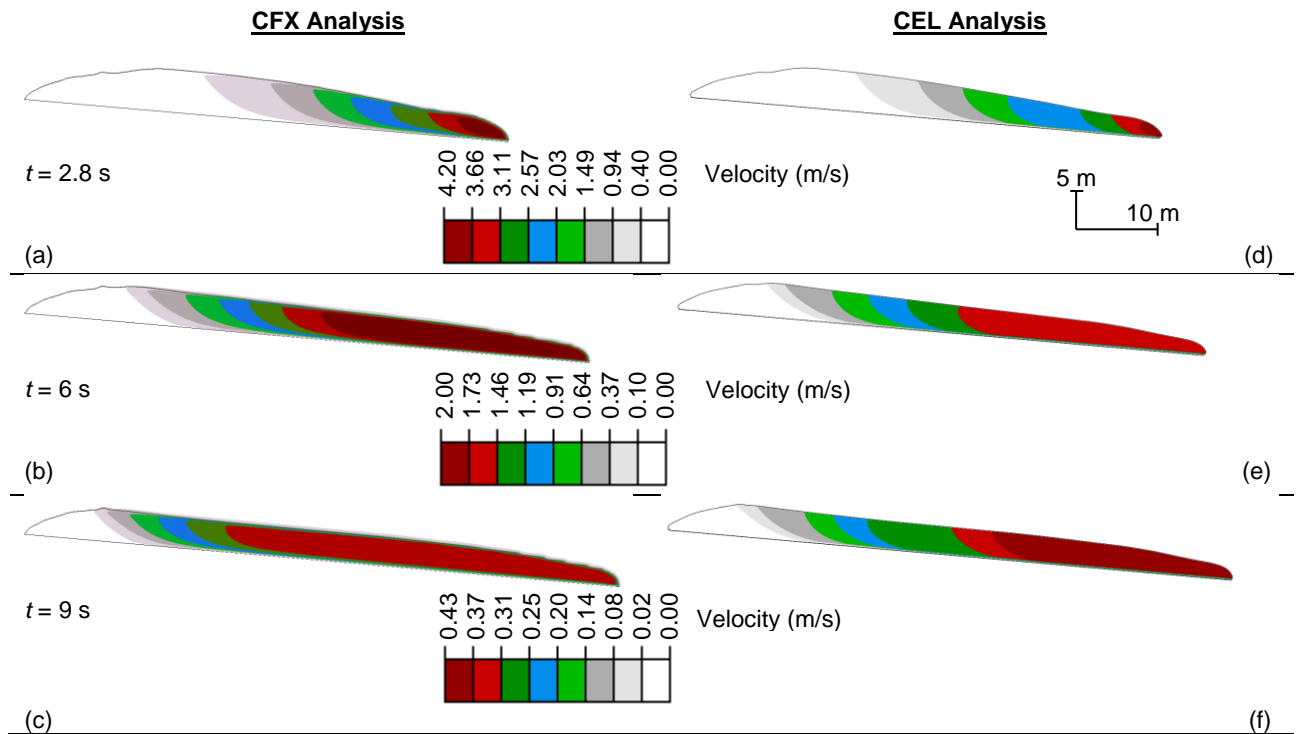 CFX Analysis
CEL Analysis
t = 2.8 s
4.20
3.66
3.11
2.57
2.03
1.49
0.94
0.40
0.00
Velocity (m/s)
5 m
10 m
(a)
(d)
t = 6 s
2.00
1.73
1.46
1.19
0.91
0.64
0.37
0.10
0.00
Velocity (m/s)
(b)
(e)
t = 9 s
0.43
0.37
0.31
0.25
0.20
0.14
0.08
0.02
0.00
Velocity (m/s)
(c)
(f)